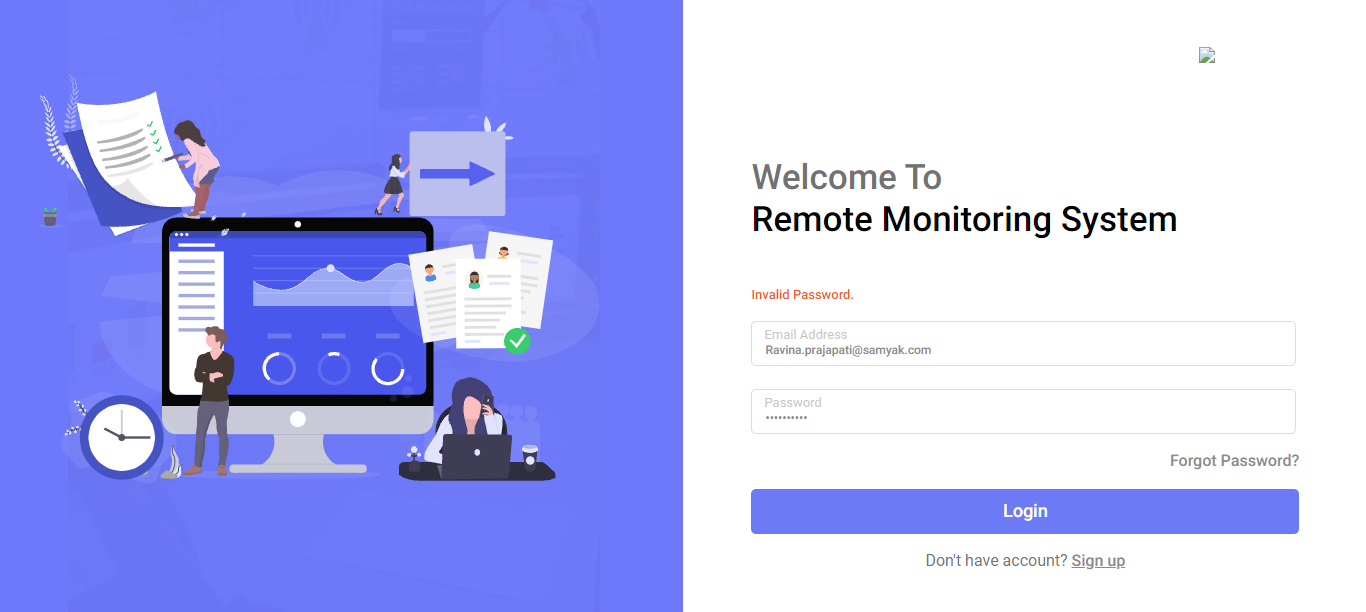 Welcome To
Remote Monitoring System
Invalid Password.
Email Address
Ravina.prajapati@samyak.com
Password
••••••••••
Forgot Password?
Login
Don't have account? Sign up